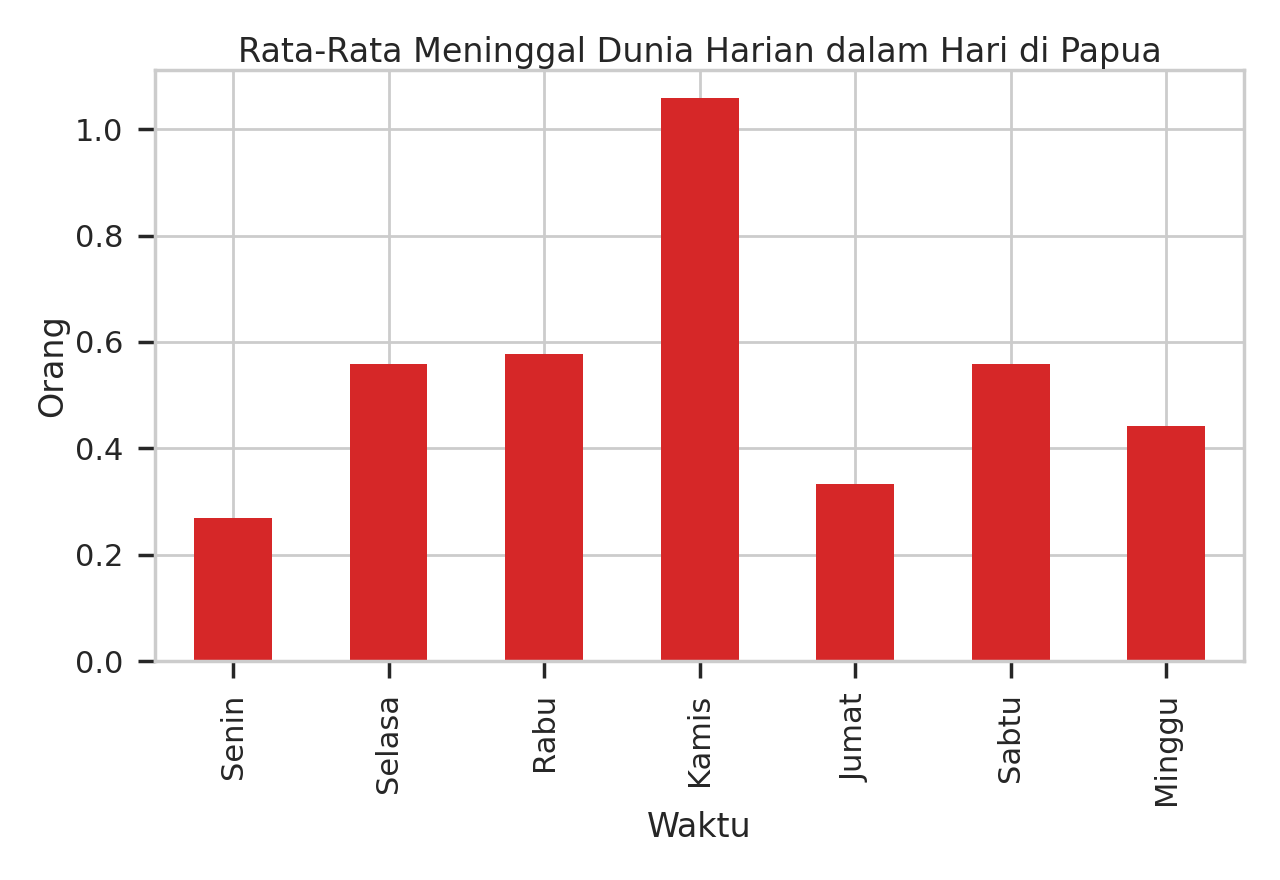 Rata-Rata Meninggal Dunia Harian dalam Hari di Papua
1.0
0.8
0.6
0.4
0.2
0.0
Orang
Senin
Selasa
Rabu
Kamis
Jumat
Sabtu
Minggu
Waktu